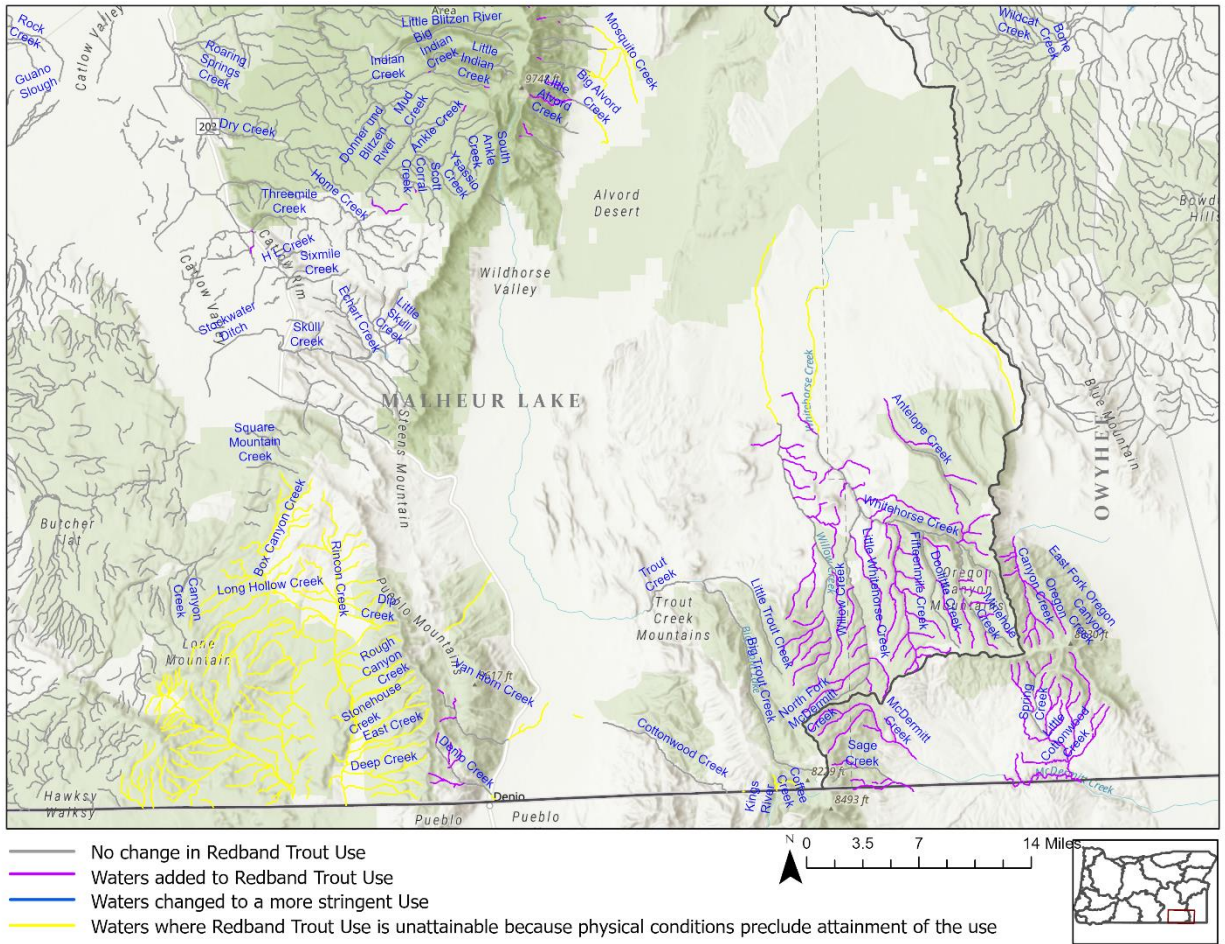 Rock
Creek
Guano
Slough
Catlow Valley
Roaring
Springs
Creek
Area
Little Blitzen River
Big
Indian
Creek
Little
Indian
Creek
Indian
Creek
Mosquito Creek
Big Alvord
Creek
Little
Alvord
Creek
Wildcat
Creek
Bone
Creek
202
Dry Creek
Donner und
Blitzen
River
Mud
Creek
Ankle Creek
Corral
Creek
Scott
Creek
Ysassio
Creek
Ankle
Creek
South
Alvord
Desert
Bowde
Hills
Threemile
Creek
Home Creek
H E Creek
Sixmile
Creek
Catlow Rim
Catlow Valley
Stockwater
Ditch
Skull
Creek
Echart Creek
Little
Skull
Creek
Wildhorse
Valley
MALHEUR LAKE
OWYHEE
Whitehorse Creek
Antelope Creek
Blue Mountain
Steens Mountain
Square
Mountain
Creek
Butcher
Flat
Box Canyon Creek
Rincon Creek
Long Hollow Creek
Canyon
Creek
Dip
Creek
Pueblo Mountains
Lone
Mountain
Rough
Canyon
Creek
Stonehouse
Creek
East Creek
Deep Creek
Van Horn Creek
Denio Creek
Denio
Pueblo
Pueblo
Hawksy
Walksy
Trout
Creek
Trout
Creek
Mountains
Little Trout Creek
Big Trout Creek
Willow Creek
Willow Creek
Little Whitehorse Creek
Whitehorse Creek
Fifteenmile Creek
Doolittle Creek
Oregon
Canyon
Mountains
Mikehole
Creek
Oregon
Canyon Creek
East Fork Oregon
Canyon
Creek
North Fork
McDermitt
Creek
McDermitt
Creek
Sage
Creek
Spring
Creek
Little
Cottonwood
Creek
McDermitt Creek
Cottonwood Creek
Kings
River
Coffee
Creek
8229 ft
8493 ft
No change in Redband Trout Use
Waters added to Redband Trout Use
Waters changed to a more stringent Use
Waters where Redband Trout Use is unattainable because physical conditions preclude attainment of the use
N
0 3.5 7 14 Miles